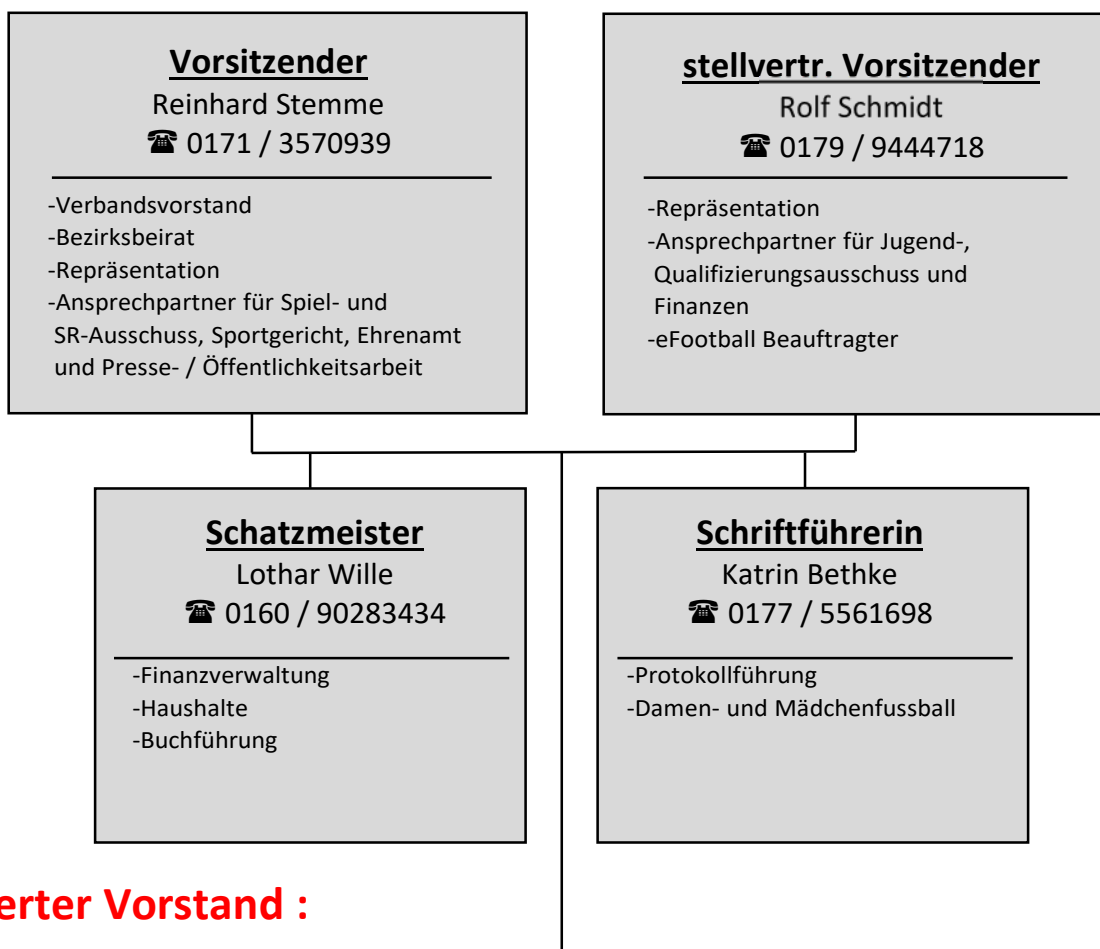 Vorsitzender
Reinhard Stemme
☎ 0171 / 3570939
-Verbandsvorstand
-Bezirksbeirat
-Repräsentation
-Ansprechpartner für Spiel- und
SR-Ausschuss, Sportgericht, Ehrenamt
und Presse- / Öffentlichkeitsarbeit
stellvertr. Vorsitzender
Rolf Schmidt
☎ 0179 / 9444718
-Repräsentation
-Ansprechpartner für Jugend-,
Qualifizierungsausschuss und
Finanzen
-eFootball Beauftragter
Schatzmeister
Lothar Wille
☎ 0160 / 90283434
-Finanzverwaltung
-Haushalte
-Buchführung
Schriftführerin
Katrin Bethke
☎ 0177 / 5561698
-Protokollführung
-Damen- und Mädchenfussball
erter Vorstand :